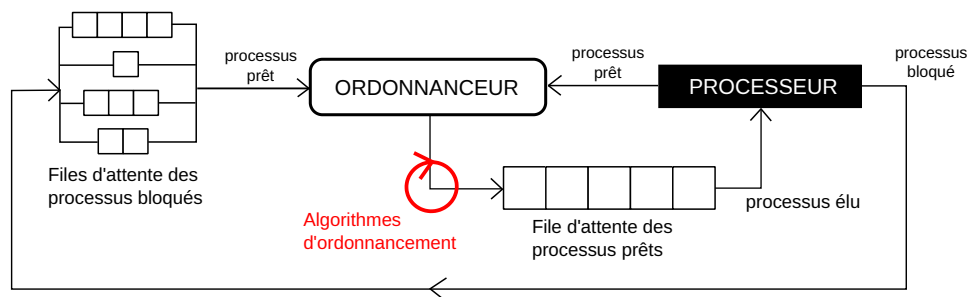 processus
prêt
ORDONNANCEUR
processus
prêt
PROCESSEUR
processus
bloqué
Files d'attente des
processus bloqués
Algorithmes
d'ordonnancement
File d'attente des
processus prêts
processus élu